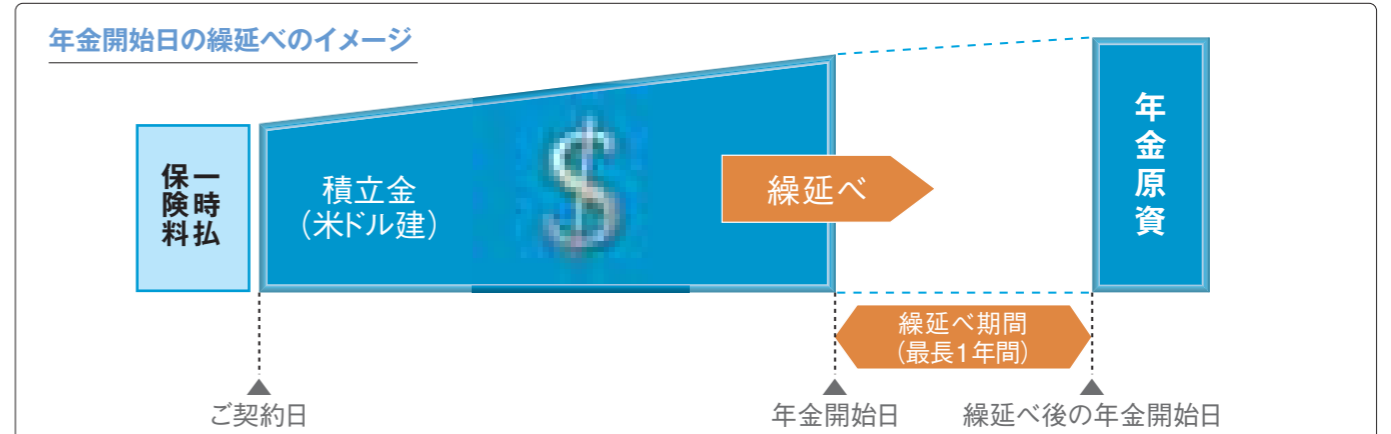 年金開始日の繰延べのイメージ
一時払
保険料
積立金
(米ドル建)
$
繰延べ
年金原資
繰延べ期間
(最長1年間)
ご契約日
年金開始日
繰延べ後の年金開始日